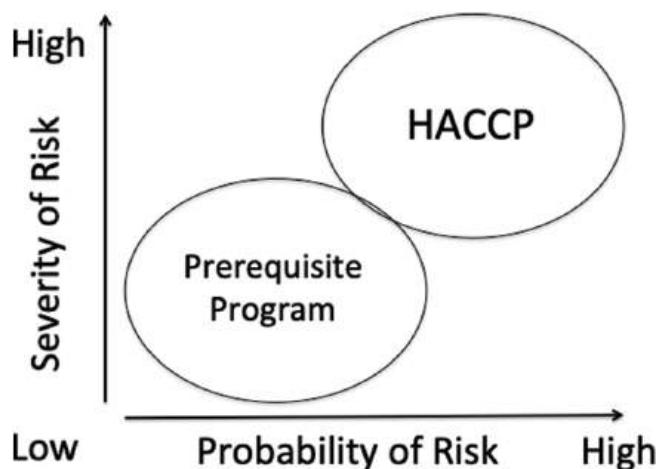 High
HACCP
Severity of Risk
Prerequisite
Program
Low
Probability of Risk
High